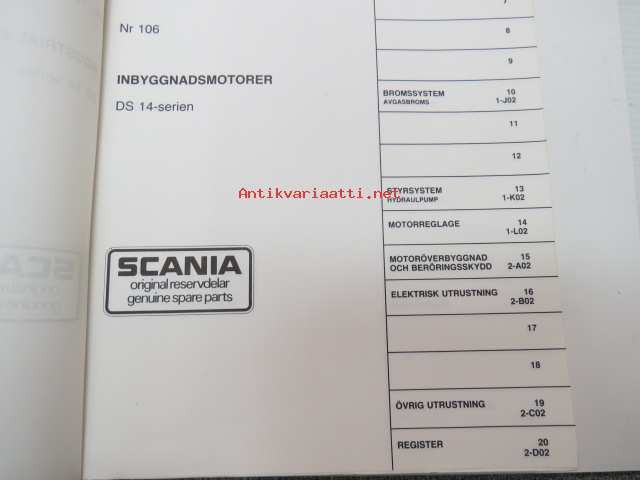 Nr 106
INBYGGNADSMOTORER
DS 14-serien
SCANIA
original reservdelar
genuine spare parts
7
8
9
BROMSSYSTEM 10
AVGASBROMS 1-J02
11
12
STYRSYSTEM 13
HYDRAULPUMP 1-K02
MOTORREGLAGE 14
1-L02
MOTORÖVERBYGGNAD 15
OCH BERÖRINGSSKYDD 2-A02
ELEKTRISK UTRUSTNING 16
2-B02
17
18
ÖVRIG UTRUSTNING 19
2-C02
REGISTER 20
2-D02
Antikvariaatti.net